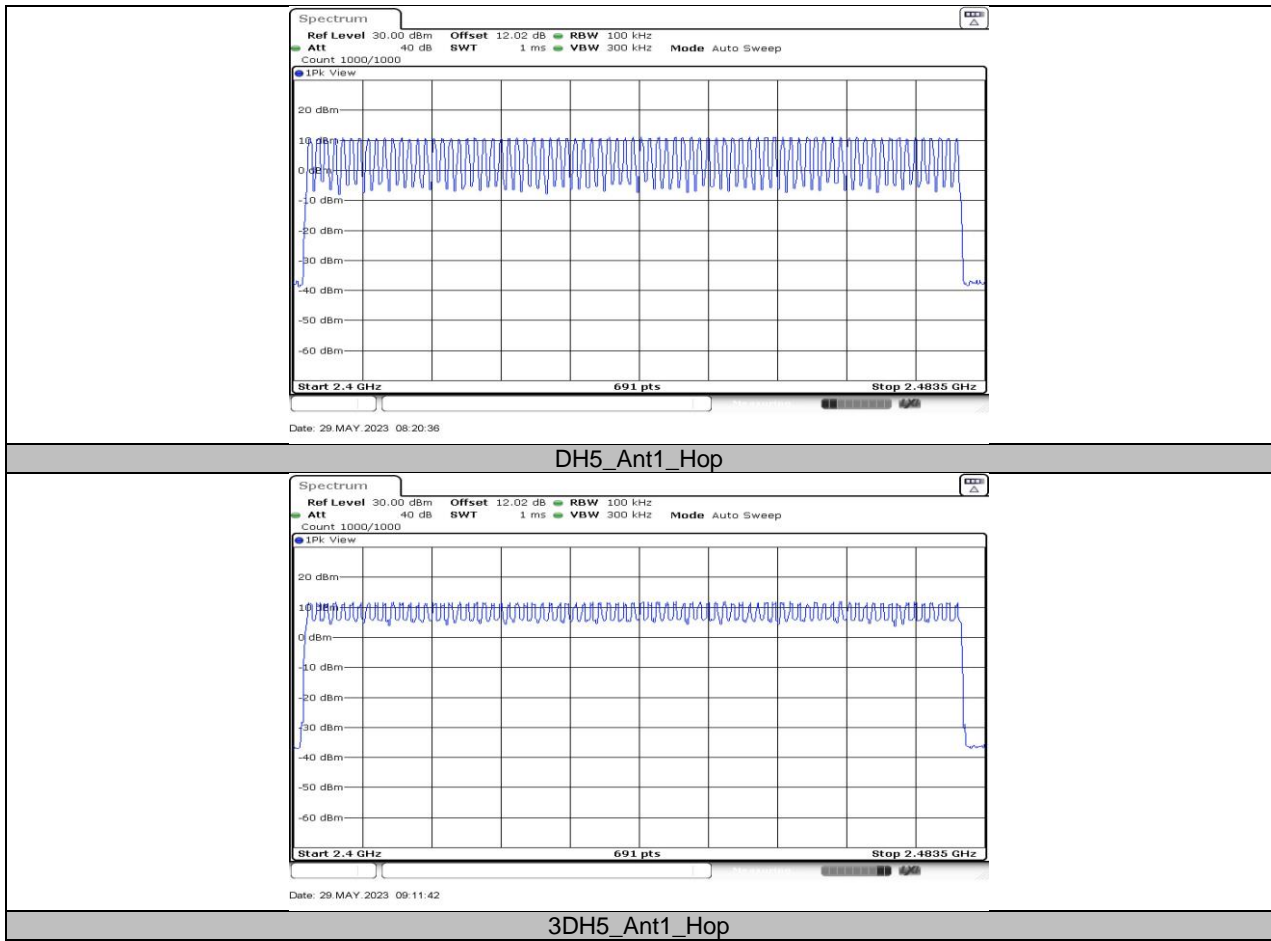 Spectrum
Ref Level 30.00 dBm Offset 12.02 dB RBW 100 kHz
Att 40 dB SWT 1 ms VBW 300 kHz Mode Auto Sweep
Count 1000/1000
1Pk View
20 dBm
10 dBm
0 dBm
-10 dBm
-20 dBm
-30 dBm
-40 dBm
-50 dBm
-60 dBm
Start 2.4 GHz 691 pts Stop 2.4835 GHz
Date: 29.MAY.2023 08:20:36
DH5_Ant1_Hop
Spectrum
Ref Level 30.00 dBm Offset 12.02 dB RBW 100 kHz
Att 40 dB SWT 1 ms VBW 300 kHz Mode Auto Sweep
Count 1000/1000
1Pk View
20 dBm
10 dBm
0 dBm
-10 dBm
-20 dBm
-30 dBm
-40 dBm
-50 dBm
-60 dBm
Start 2.4 GHz 691 pts Stop 2.4835 GHz
Date: 29.MAY.2023 09:11:42
3DH5_Ant1_Hop